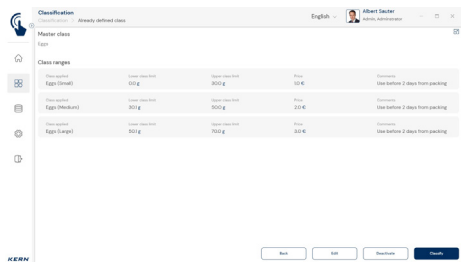 Classification
Classification > Already defined class
English
Albert Sauter
Admin, Administrator
Master class
Eggs
Class ranges
Class applied Lower class limit Upper class limit Price Comments
Eggs (Small) 0.0 g 30.0 g 1.0 € Use before 2 days from packing
Class applied Lower class limit Upper class limit Price Comments
Eggs (Medium) 30.1 g 50.0 g 2.0 € Use before 2 days from packing
Class applied Lower class limit Upper class limit Price Comments
Eggs (Large) 50.1 g 70.0 g 3.0 € Use before 2 days from packing
Back Edit Deactivate Classify
KERN